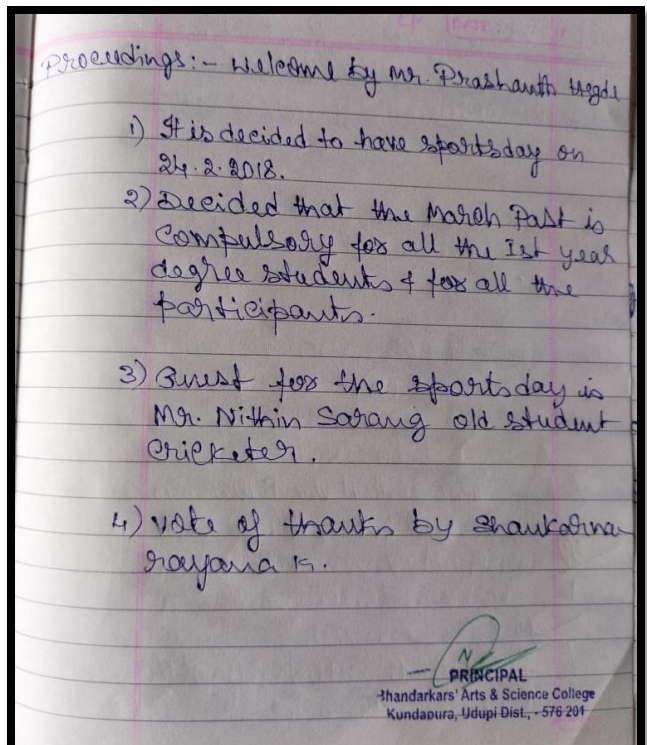 DATE:
Proceedings:- Welcome by Mr. Prashanth Hegde
1) It is decided to have sportsday on
24.2.2018.
2) Decided that the March Past is
compulsory for all the Ist year
degree students & for all the
participants.
3) Guest for the sportsday is
Mr. Nithin Sarang old student
cricketer.
4) Vote of thanks by Shankarna-
rayana K.
PRINCIPAL
Bhandarkars' Arts & Science College
Kundapura, Udupi Dist., - 576 201